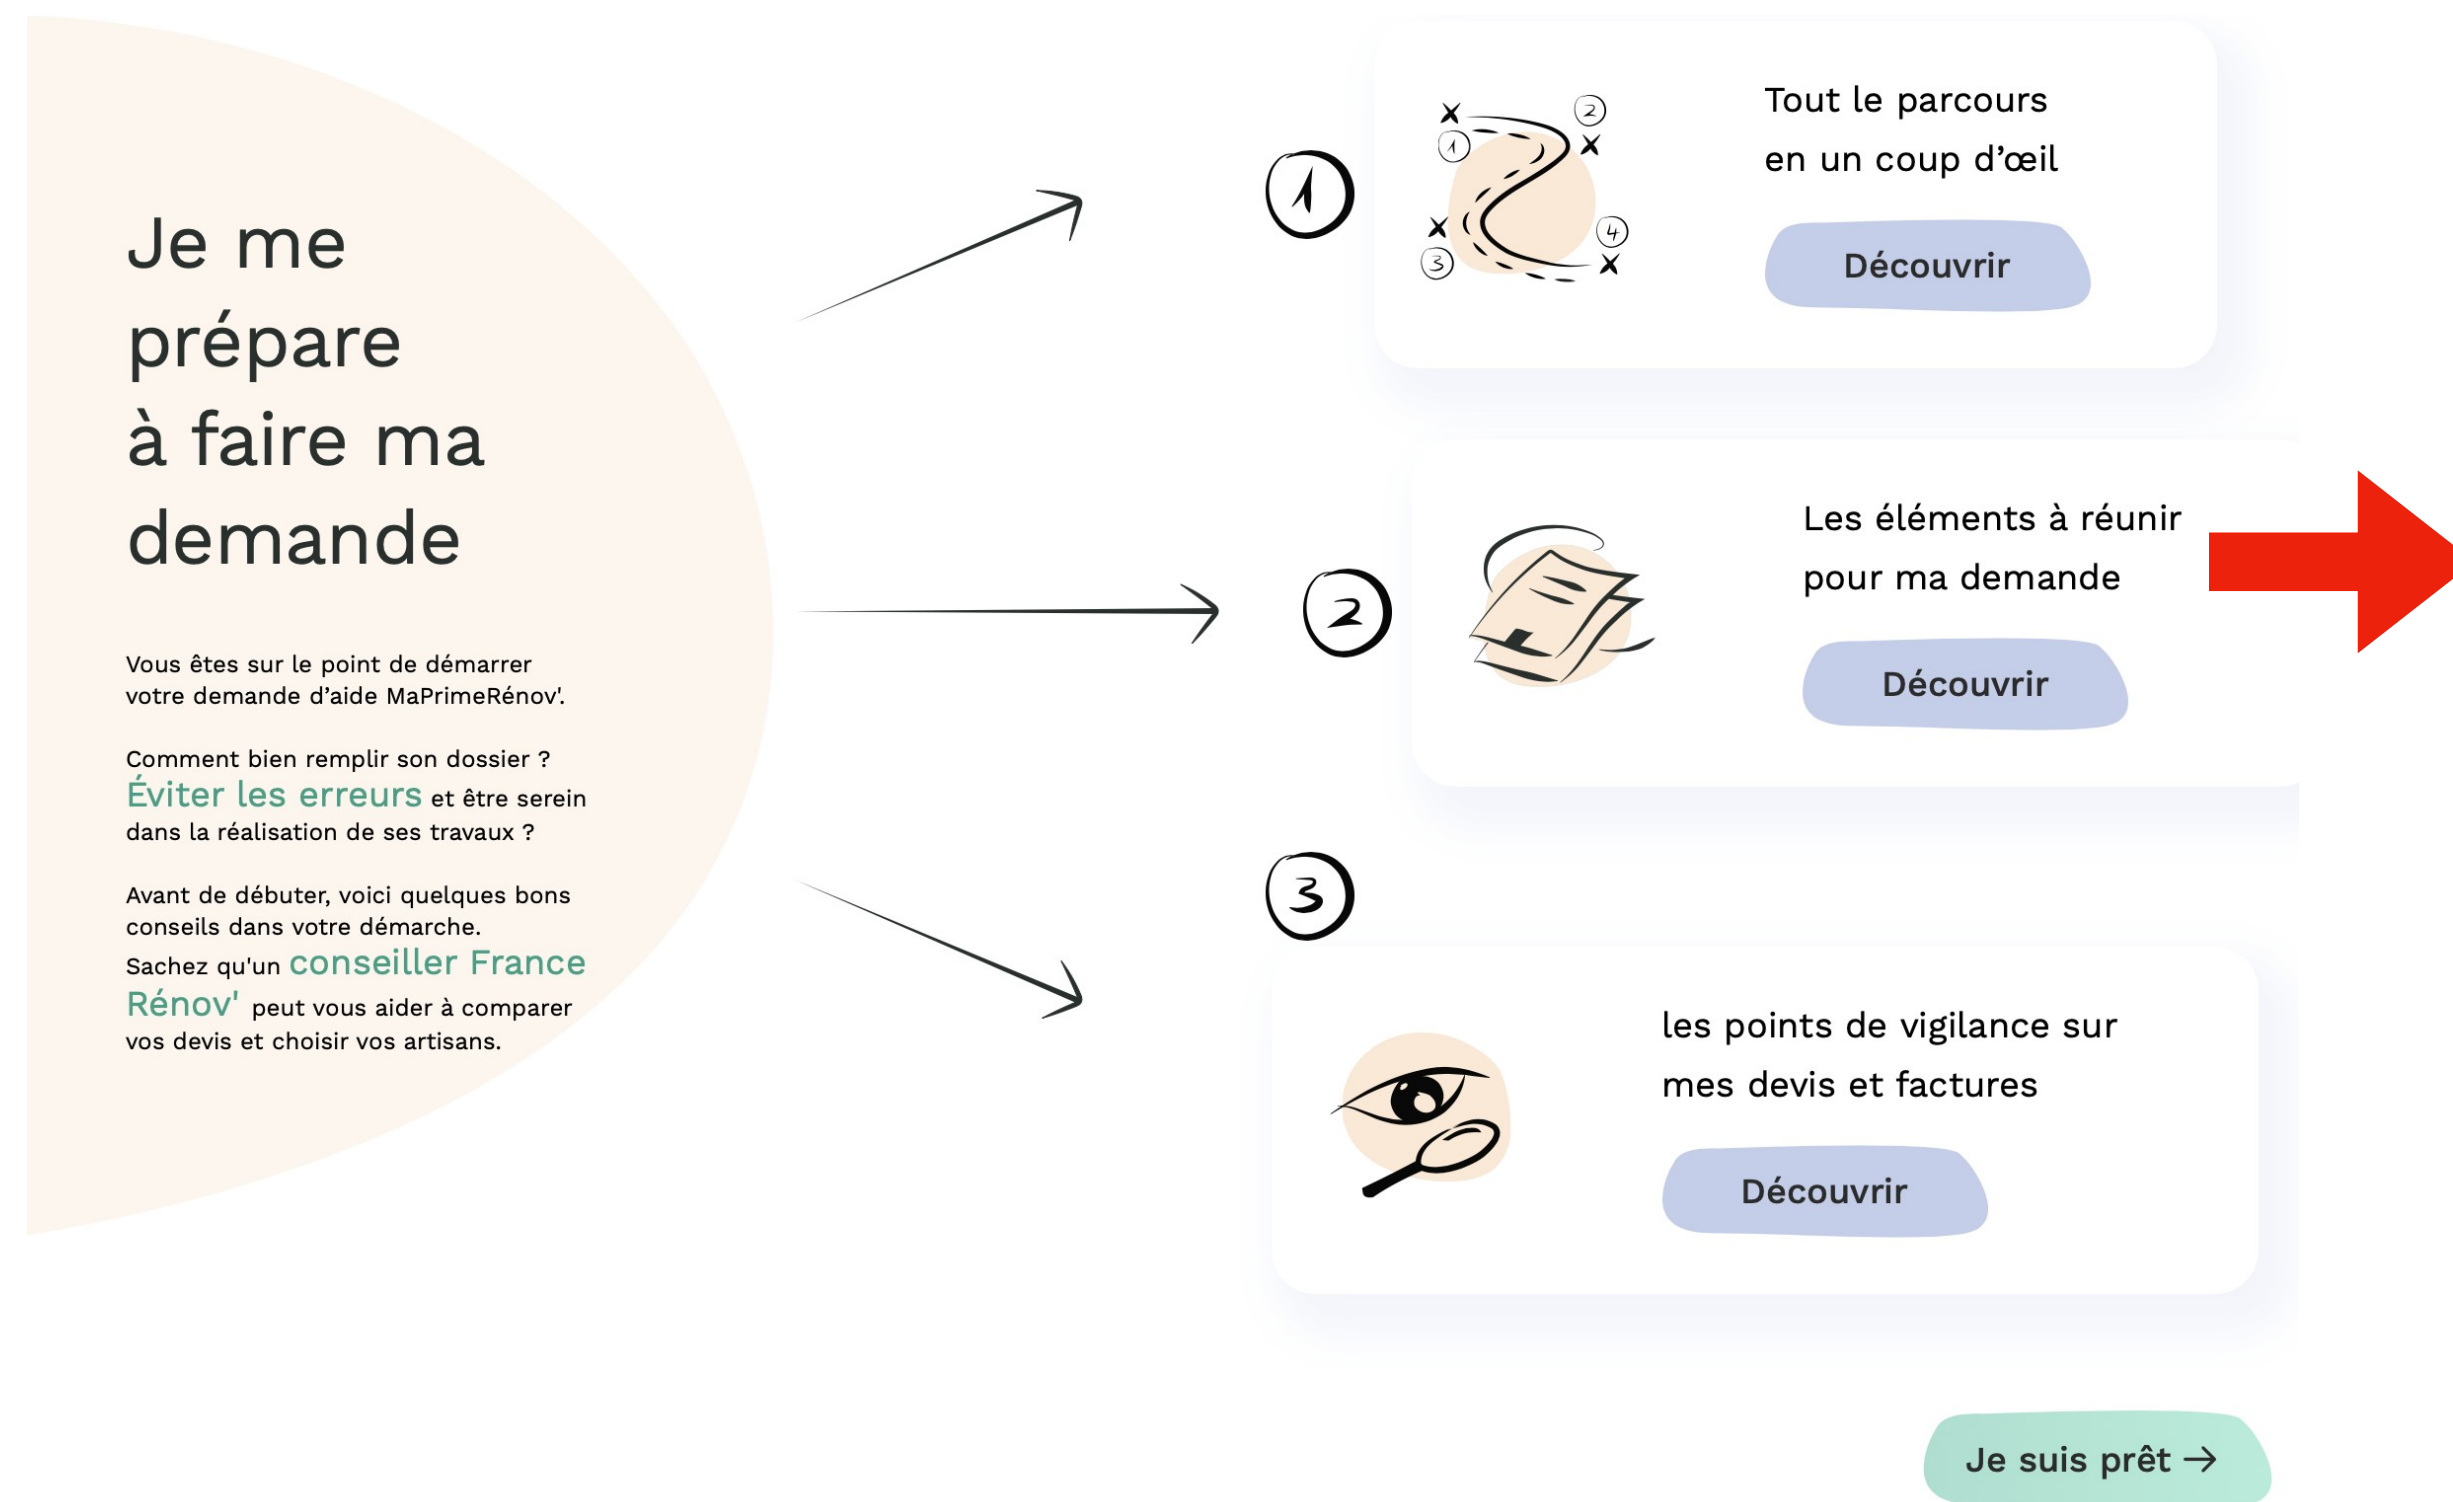 Je me
prépare
à faire ma
demande
Vous êtes sur le point de démarrer
votre demande d’aide MaPrimeRénov'.
Comment bien remplir son dossier ?
Éviter les erreurs et être serein
dans la réalisation de ses travaux ?
Avant de débuter, voici quelques bons
conseils dans votre démarche.
Sachez qu'un conseiller France
Rénov' peut vous aider à comparer
vos devis et choisir vos artisans.
1
1
2
3
4
Tout le parcours
en un coup d’œil
Découvrir
2
Les éléments à réunir
pour ma demande
Découvrir
3
les points de vigilance sur
mes devis et factures
Découvrir
Je suis prêt →